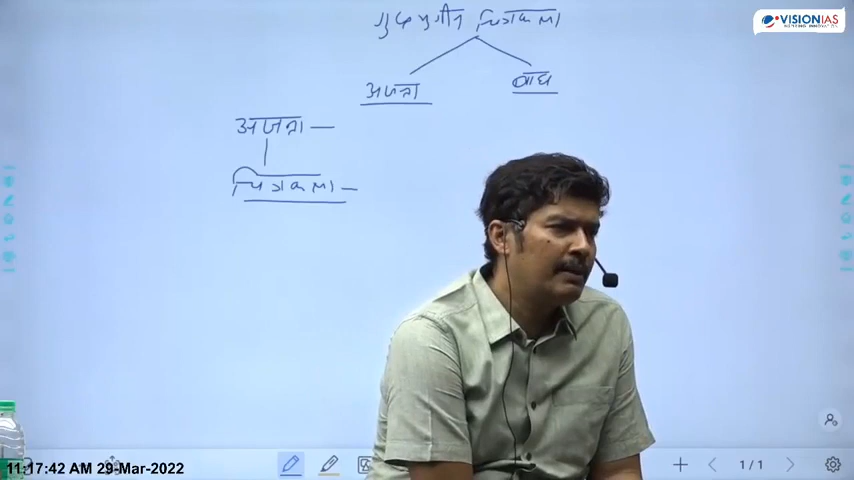 VISIONIAS
गुप्तयुगीन चित्रकला
अजन्ता बाघ
अजन्ता —
चित्रकला —
1/1
11:17:42 AM 29-Mar-2022